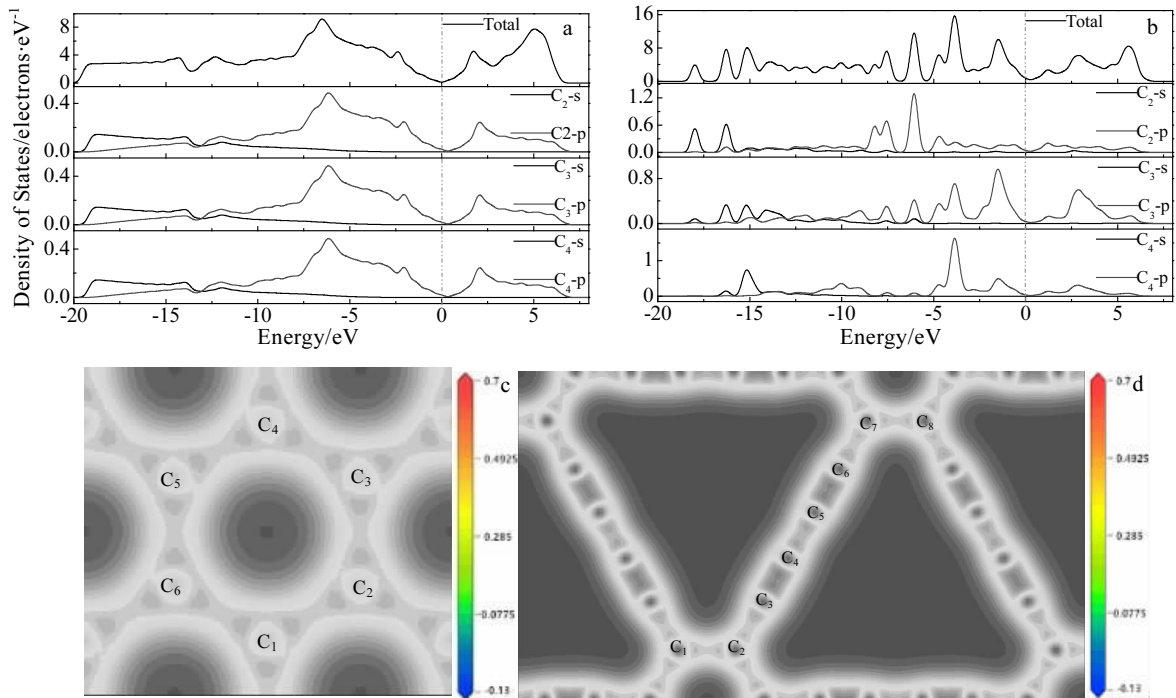 Density of States/electrons·eV⁻¹
a
Total
8
4
0
C₂-s
C2-p
0.4
0.0
C₃-s
C₃-p
0.4
0.0
C₄-s
C₄-p
0.4
0.0
-20 -15 -10 -5 0 5
Energy/eV
b
Total
16
8
0
C₂-s
C₂-p
1.2
0.6
0.0
C₃-s
C₃-p
0.8
0.0
C₄-s
C₄-p
1
0
-20 -15 -10 -5 0 5
Energy/eV
c
C₄
C₅ C₃
C₆ C₂
C₁
0.7
0.4925
0.285
0.0775
-0.13
d
C₇ C₈
C₆
C₅
C₄
C₃
C₁ C₂
0.7
0.4925
0.285
0.0775
-0.13